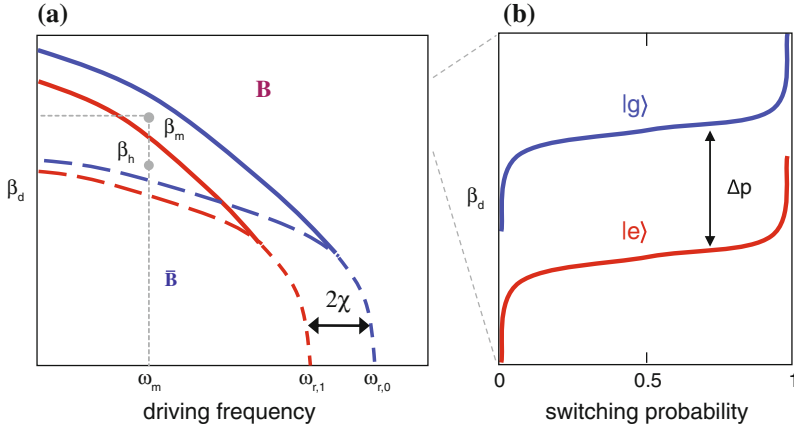 (a)
B
β_m
β_h
β_d
B̄
2χ
ω_m
ω_r,1
ω_r,0
driving frequency
(b)
|g⟩
β_d
Δp
|e⟩
0
0.5
1
switching probability